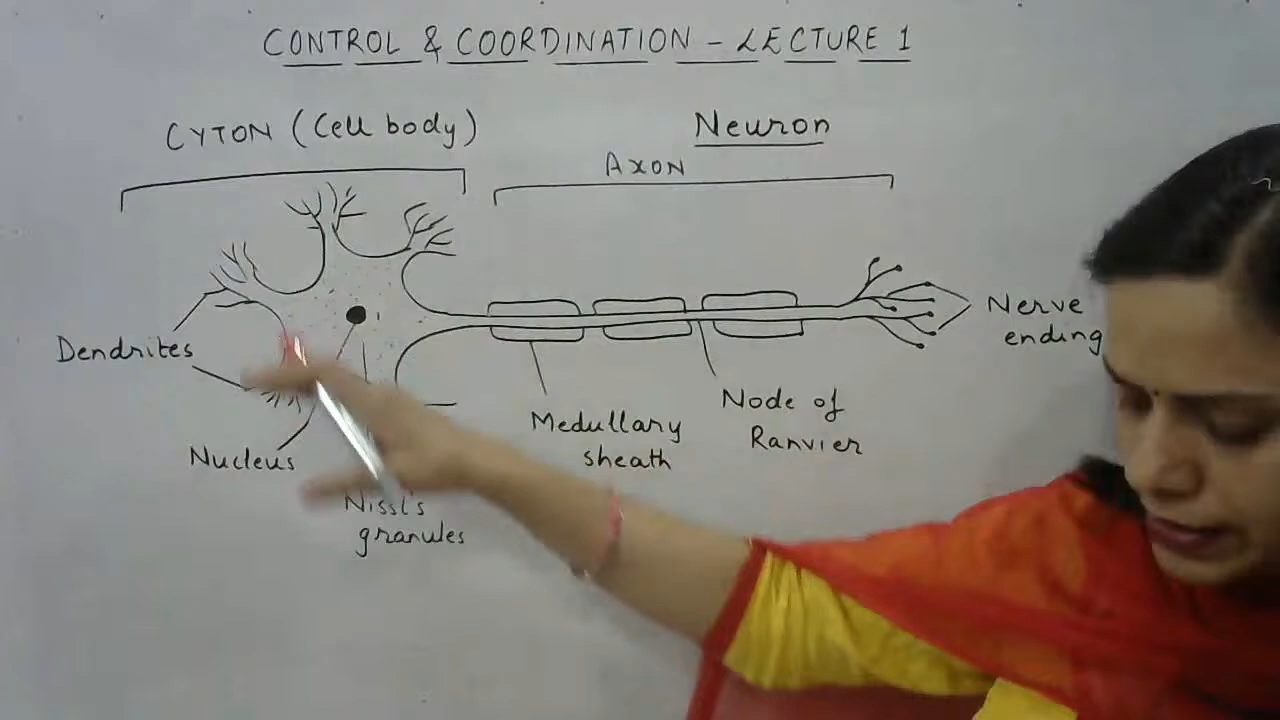 CONTROL & COORDINATION - LECTURE 1
CYTON (Cell body)
Neuron
AXON
Dendrites
Nucleus
Nissl's
granules
Medullary
sheath
Node of
Ranvier
Nerve
ending